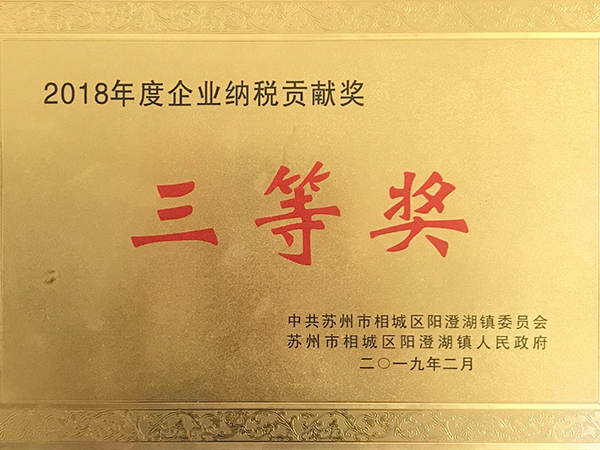 2018年度企业纳税贡献奖
三等奖
中共苏州市相城区阳澄湖镇委员会
苏州市相城区阳澄湖镇人民政府
二〇一九年二月